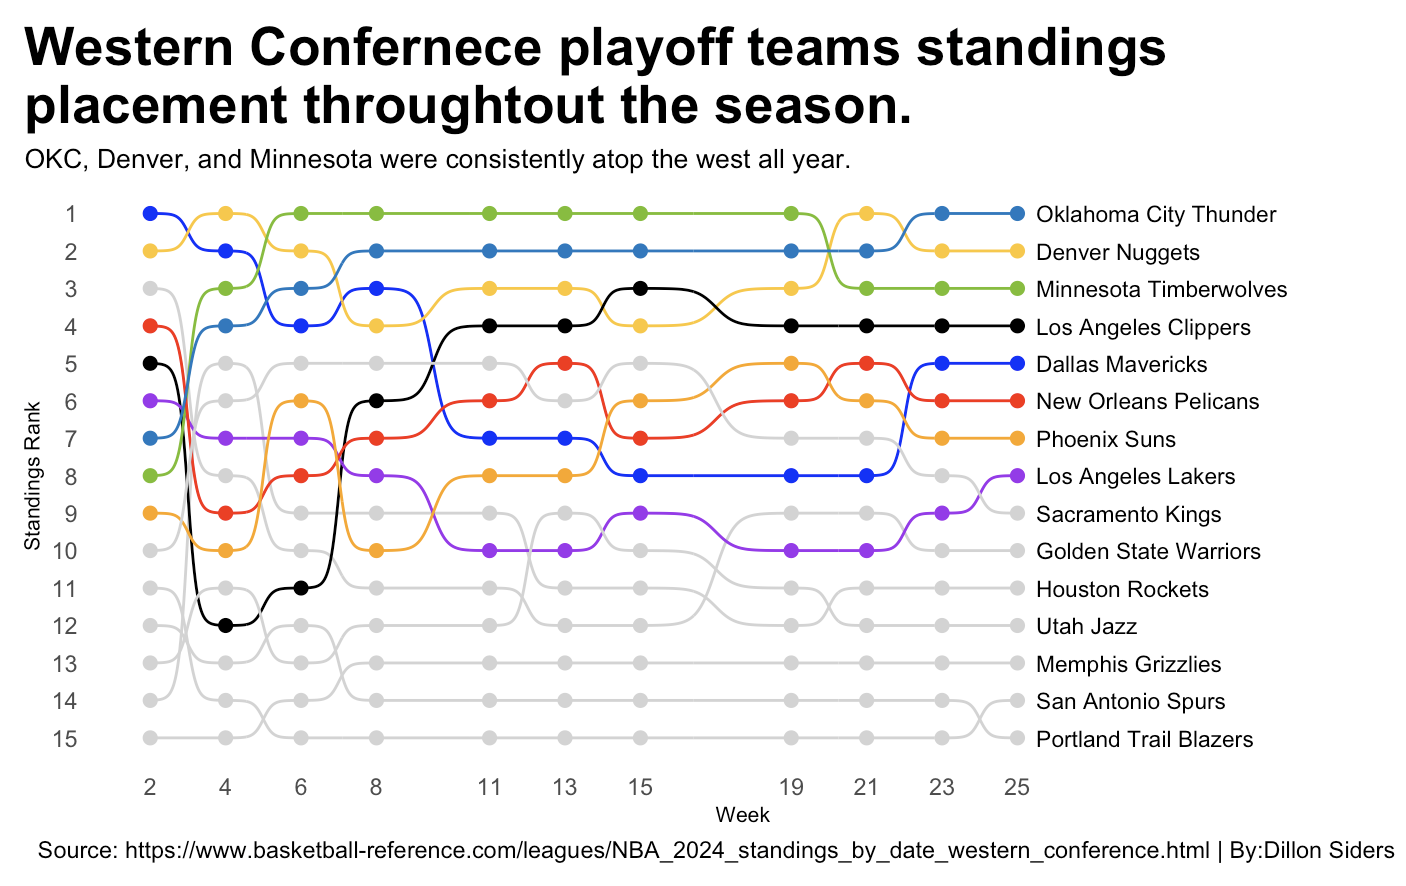 Western Confernece playoff teams standings
placement throughtout the season.
OKC, Denver, and Minnesota were consistently atop the west all year.
Standings Rank
1 Oklahoma City Thunder
2 Denver Nuggets
3 Minnesota Timberwolves
4 Los Angeles Clippers
5 Dallas Mavericks
6 New Orleans Pelicans
7 Phoenix Suns
8 Los Angeles Lakers
9 Sacramento Kings
10 Golden State Warriors
11 Houston Rockets
12 Utah Jazz
13 Memphis Grizzlies
14 San Antonio Spurs
15 Portland Trail Blazers
2 4 6 8 11 13 15 19 21 23 25
Week
Source: https://www.basketball-reference.com/leagues/NBA_2024_standings_by_date_western_conference.html | By:Dillon Siders